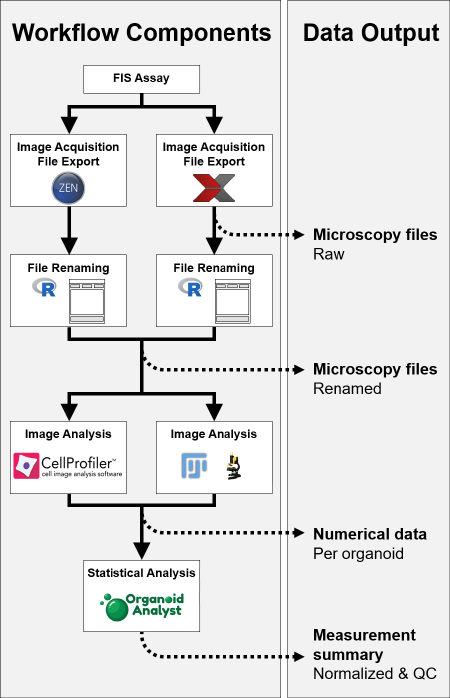 Workflow Components
Data Output
FIS Assay
Image Acquisition
File Export
ZEN
Image Acquisition
File Export
Microscopy files
Raw
File Renaming
R
File Renaming
R
Microscopy files
Renamed
Image Analysis
CellProfiler™
cell image analysis software
Image Analysis
Numerical data
Per organoid
Statistical Analysis
Organoid
Analyst
Measurement
summary
Normalized & QC